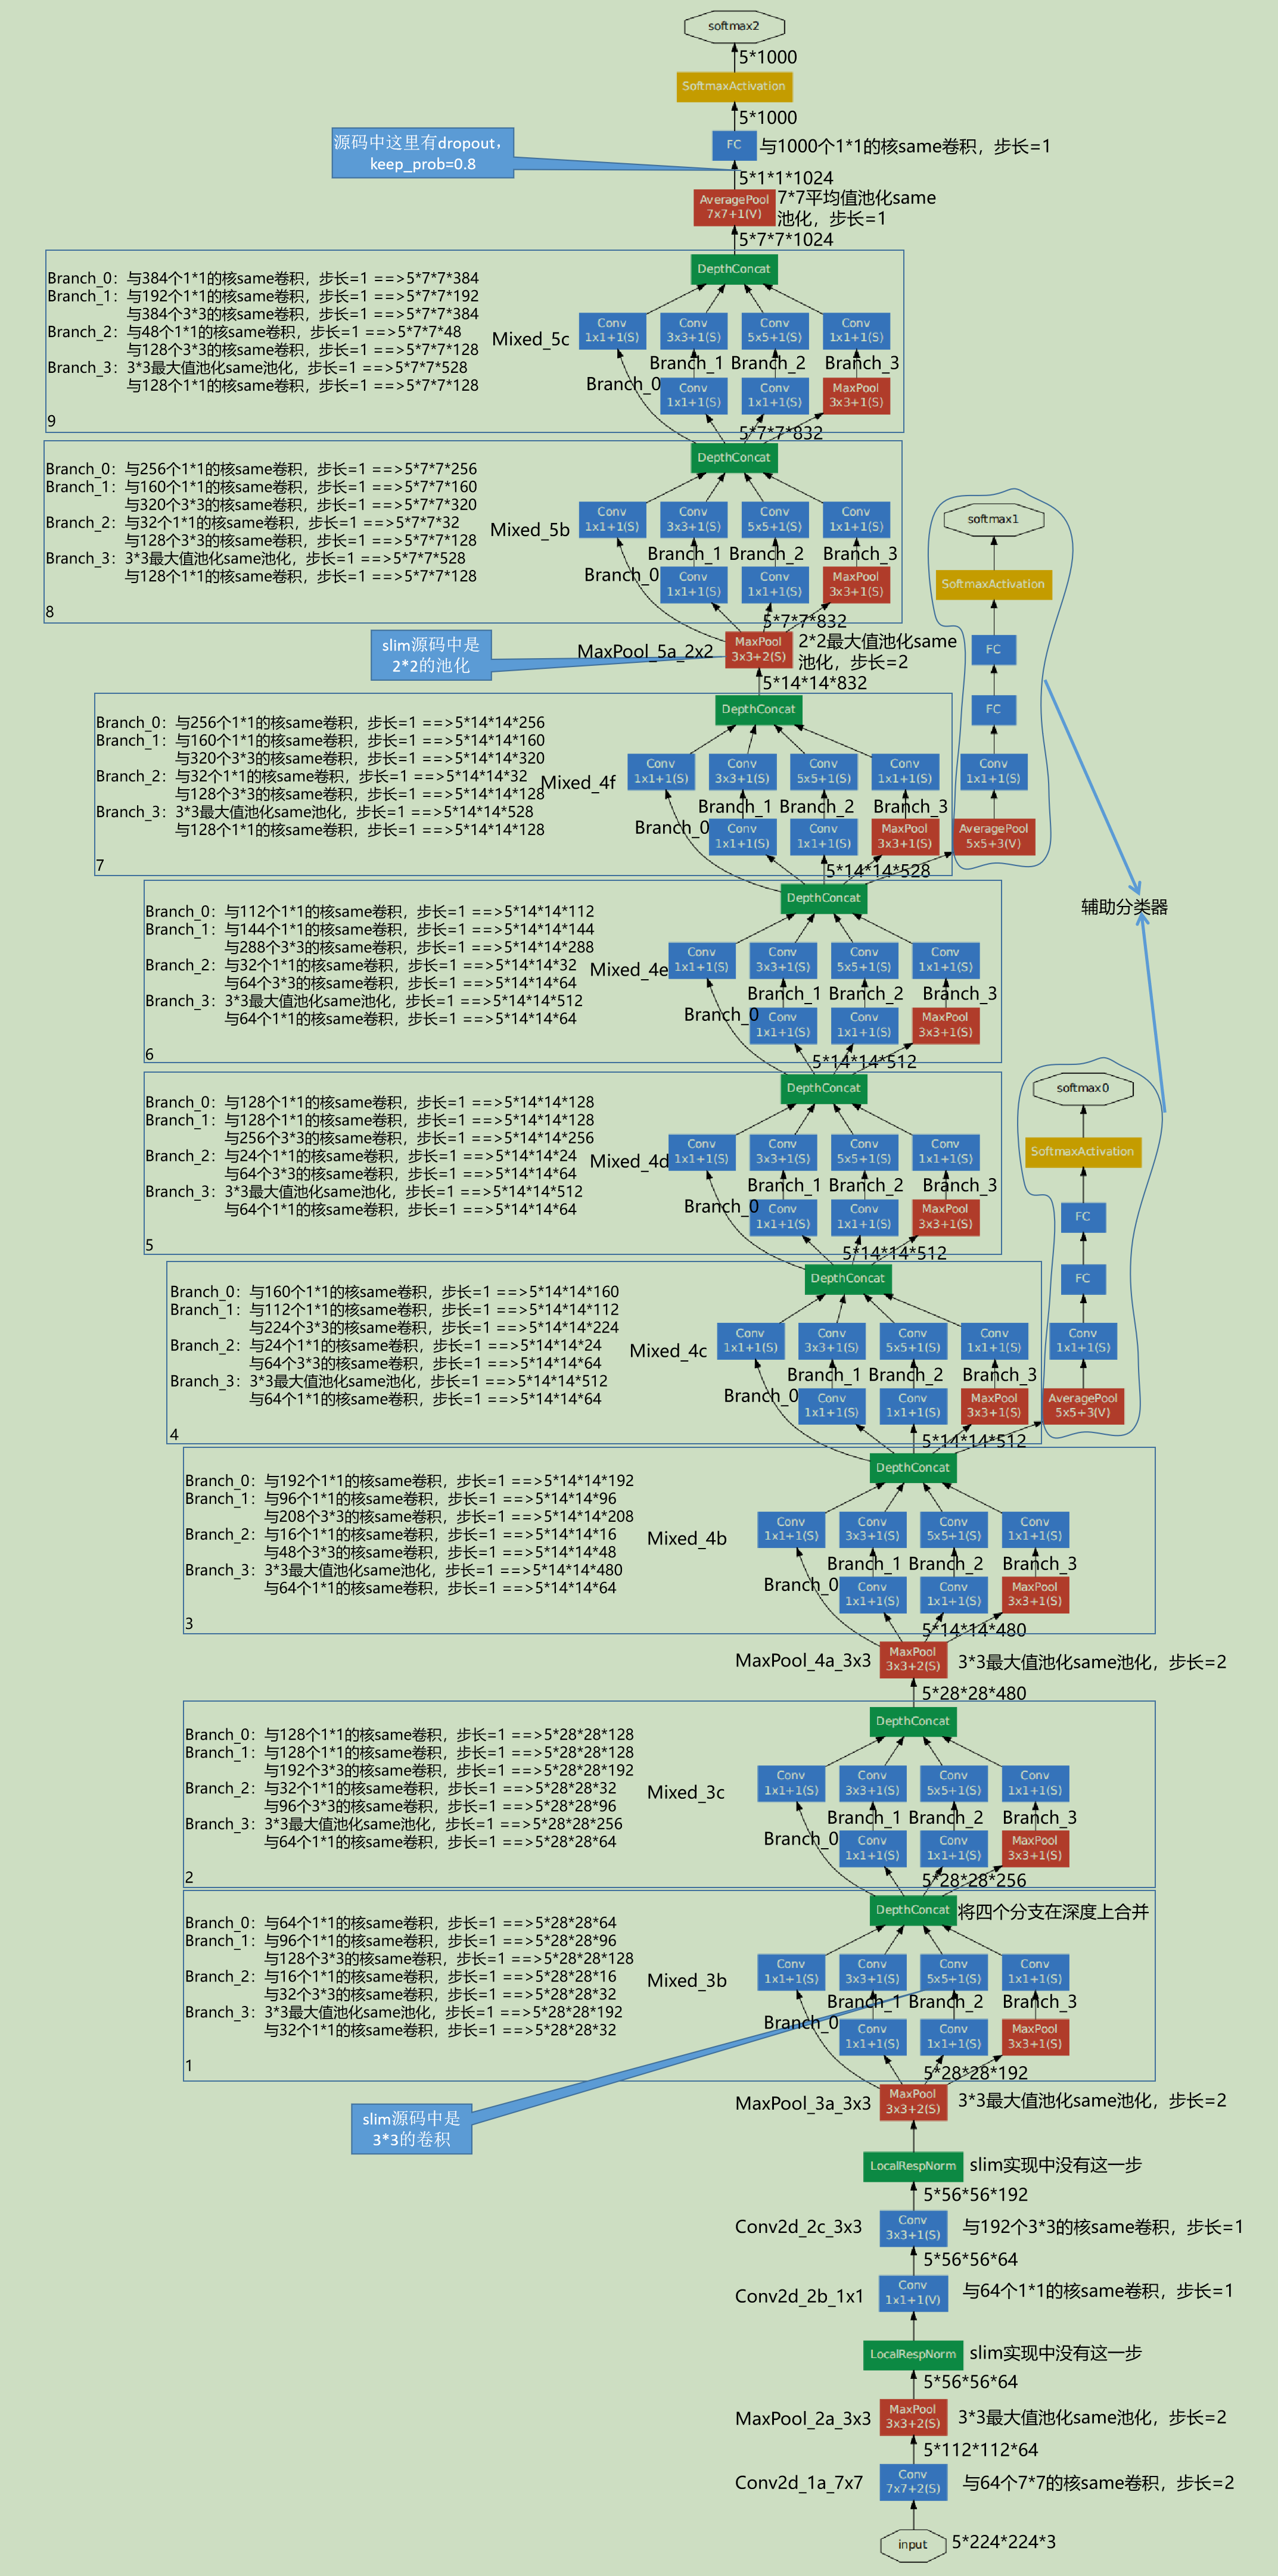 softmax2
5*1000
SoftmaxActivation
5*1000
源码中这里有dropout，
keep_prob=0.8
FC
与1000个1*1的核same卷积，步长=1
5*1*1*1024
AveragePool
7x7+1(V)
7*7平均值池化same
池化，步长=1
5*7*7*1024
DepthConcat
Branch_0：与384个1*1的核same卷积，步长=1 ==>5*7*7*384
Branch_1：与192个1*1的核same卷积，步长=1 ==>5*7*7*192
与384个3*3的核same卷积，步长=1 ==>5*7*7*384
Branch_2：与48个1*1的核same卷积，步长=1 ==>5*7*7*48
与128个3*3的核same卷积，步长=1 ==>5*7*7*128
Branch_3：3*3最大值池化same池化，步长=1 ==>5*7*7*528
与128个1*1的核same卷积，步长=1 ==>5*7*7*128
9
Mixed_5c
Conv Conv Conv Conv
1x1+1(S) 3x3+1(S) 5x5+1(S) 1x1+1(S)
Branch_1 Branch_2 Branch_3
Branch_0
Conv Conv MaxPool
1x1+1(S) 1x1+1(S) 3x3+1(S)
5*7*7*832
DepthConcat
Branch_0：与256个1*1的核same卷积，步长=1 ==>5*7*7*256
Branch_1：与160个1*1的核same卷积，步长=1 ==>5*7*7*160
与320个3*3的核same卷积，步长=1 ==>5*7*7*320
Branch_2：与32个1*1的核same卷积，步长=1 ==>5*7*7*32
与128个3*3的核same卷积，步长=1 ==>5*7*7*128
Branch_3：3*3最大值池化same池化，步长=1 ==>5*7*7*528
与128个1*1的核same卷积，步长=1 ==>5*7*7*128
8
Mixed_5b
Conv Conv Conv Conv
1x1+1(S) 3x3+1(S) 5x5+1(S) 1x1+1(S)
Branch_1 Branch_2 Branch_3
Branch_0
Conv Conv MaxPool
1x1+1(S) 1x1+1(S) 3x3+1(S)
5*7*7*832
softmax1
SoftmaxActivation
FC
FC
Conv
1x1+1(S)
AveragePool
5x5+3(V)
slim源码中是
2*2的池化
MaxPool_5a_2x2
MaxPool
3x3+2(S)
2*2最大值池化same
池化，步长=2
5*14*14*832
DepthConcat
Branch_0：与256个1*1的核same卷积，步长=1 ==>5*14*14*256
Branch_1：与160个1*1的核same卷积，步长=1 ==>5*14*14*160
与320个3*3的核same卷积，步长=1 ==>5*14*14*320
Branch_2：与32个1*1的核same卷积，步长=1 ==>5*14*14*32
与128个3*3的核same卷积，步长=1 ==>5*14*14*128
Branch_3：3*3最大值池化same池化，步长=1 ==>5*14*14*528
与128个1*1的核same卷积，步长=1 ==>5*14*14*128
7
Mixed_4f
Conv Conv Conv Conv
1x1+1(S) 3x3+1(S) 5x5+1(S) 1x1+1(S)
Branch_1 Branch_2 Branch_3
Branch_0
Conv Conv MaxPool
1x1+1(S) 1x1+1(S) 3x3+1(S)
5*14*14*528
辅助分类器
DepthConcat
Branch_0：与112个1*1的核same卷积，步长=1 ==>5*14*14*112
Branch_1：与144个1*1的核same卷积，步长=1 ==>5*14*14*144
与288个3*3的核same卷积，步长=1 ==>5*14*14*288
Branch_2：与32个1*1的核same卷积，步长=1 ==>5*14*14*32
与64个3*3的核same卷积，步长=1 ==>5*14*14*64
Branch_3：3*3最大值池化same池化，步长=1 ==>5*14*14*512
与64个1*1的核same卷积，步长=1 ==>5*14*14*64
6
Mixed_4e
Conv Conv Conv Conv
1x1+1(S) 3x3+1(S) 5x5+1(S) 1x1+1(S)
Branch_1 Branch_2 Branch_3
Branch_0
Conv Conv MaxPool
1x1+1(S) 1x1+1(S) 3x3+1(S)
5*14*14*512
DepthConcat
Branch_0：与128个1*1的核same卷积，步长=1 ==>5*14*14*128
Branch_1：与128个1*1的核same卷积，步长=1 ==>5*14*14*128
与256个3*3的核same卷积，步长=1 ==>5*14*14*256
Branch_2：与24个1*1的核same卷积，步长=1 ==>5*14*14*24
与64个3*3的核same卷积，步长=1 ==>5*14*14*64
Branch_3：3*3最大值池化same池化，步长=1 ==>5*14*14*512
与64个1*1的核same卷积，步长=1 ==>5*14*14*64
5
Mixed_4d
Conv Conv Conv Conv
1x1+1(S) 3x3+1(S) 5x5+1(S) 1x1+1(S)
Branch_1 Branch_2 Branch_3
Branch_0
Conv Conv MaxPool
1x1+1(S) 1x1+1(S) 3x3+1(S)
5*14*14*512
softmax0
SoftmaxActivation
FC
FC
Conv
1x1+1(S)
AveragePool
5x5+3(V)
DepthConcat
Branch_0：与160个1*1的核same卷积，步长=1 ==>5*14*14*160
Branch_1：与112个1*1的核same卷积，步长=1 ==>5*14*14*112
与224个3*3的核same卷积，步长=1 ==>5*14*14*224
Branch_2：与24个1*1的核same卷积，步长=1 ==>5*14*14*24
与64个3*3的核same卷积，步长=1 ==>5*14*14*64
Branch_3：3*3最大值池化same池化，步长=1 ==>5*14*14*512
与64个1*1的核same卷积，步长=1 ==>5*14*14*64
4
Mixed_4c
Conv Conv Conv Conv
1x1+1(S) 3x3+1(S) 5x5+1(S) 1x1+1(S)
Branch_1 Branch_2 Branch_3
Branch_0
Conv Conv MaxPool
1x1+1(S) 1x1+1(S) 3x3+1(S)
5*14*14*512
DepthConcat
Branch_0：与192个1*1的核same卷积，步长=1 ==>5*14*14*192
Branch_1：与96个1*1的核same卷积，步长=1 ==>5*14*14*96
与208个3*3的核same卷积，步长=1 ==>5*14*14*208
Branch_2：与16个1*1的核same卷积，步长=1 ==>5*14*14*16
与48个3*3的核same卷积，步长=1 ==>5*14*14*48
Branch_3：3*3最大值池化same池化，步长=1 ==>5*14*14*480
与64个1*1的核same卷积，步长=1 ==>5*14*14*64
3
Mixed_4b
Conv Conv Conv Conv
1x1+1(S) 3x3+1(S) 5x5+1(S) 1x1+1(S)
Branch_1 Branch_2 Branch_3
Branch_0
Conv Conv MaxPool
1x1+1(S) 1x1+1(S) 3x3+1(S)
5*14*14*480
MaxPool_4a_3x3
MaxPool
3x3+2(S)
3*3最大值池化same池化，步长=2
5*28*28*480
DepthConcat
Branch_0：与128个1*1的核same卷积，步长=1 ==>5*28*28*128
Branch_1：与128个1*1的核same卷积，步长=1 ==>5*28*28*128
与192个3*3的核same卷积，步长=1 ==>5*28*28*192
Branch_2：与32个1*1的核same卷积，步长=1 ==>5*28*28*32
与96个3*3的核same卷积，步长=1 ==>5*28*28*96
Branch_3：3*3最大值池化same池化，步长=1 ==>5*28*28*256
与64个1*1的核same卷积，步长=1 ==>5*28*28*64
2
Mixed_3c
Conv Conv Conv Conv
1x1+1(S) 3x3+1(S) 5x5+1(S) 1x1+1(S)
Branch_1 Branch_2 Branch_3
Branch_0
Conv Conv MaxPool
1x1+1(S) 1x1+1(S) 3x3+1(S)
5*28*28*256
DepthConcat
将四个分支在深度上合并
Branch_0：与64个1*1的核same卷积，步长=1 ==>5*28*28*64
Branch_1：与96个1*1的核same卷积，步长=1 ==>5*28*28*96
与128个3*3的核same卷积，步长=1 ==>5*28*28*128
Branch_2：与16个1*1的核same卷积，步长=1 ==>5*28*28*16
与32个3*3的核same卷积，步长=1 ==>5*28*28*32
Branch_3：3*3最大值池化same池化，步长=1 ==>5*28*28*192
与32个1*1的核same卷积，步长=1 ==>5*28*28*32
1
Mixed_3b
Conv Conv Conv Conv
1x1+1(S) 3x3+1(S) 5x5+1(S) 1x1+1(S)
Branch_1 Branch_2 Branch_3
Branch_0
Conv Conv MaxPool
1x1+1(S) 1x1+1(S) 3x3+1(S)
5*28*28*192
MaxPool_3a_3x3
MaxPool
3x3+2(S)
3*3最大值池化same池化，步长=2
slim源码中是
3*3的卷积
LocalRespNorm
slim实现中没有这一步
5*56*56*192
Conv2d_2c_3x3
Conv
3x3+1(S)
与192个3*3的核same卷积，步长=1
5*56*56*64
Conv2d_2b_1x1
Conv
1x1+1(V)
与64个1*1的核same卷积，步长=1
LocalRespNorm
slim实现中没有这一步
5*56*56*64
MaxPool_2a_3x3
MaxPool
3x3+2(S)
3*3最大值池化same池化，步长=2
5*112*112*64
Conv2d_1a_7x7
Conv
7x7+2(S)
与64个7*7的核same卷积，步长=2
input
5*224*224*3